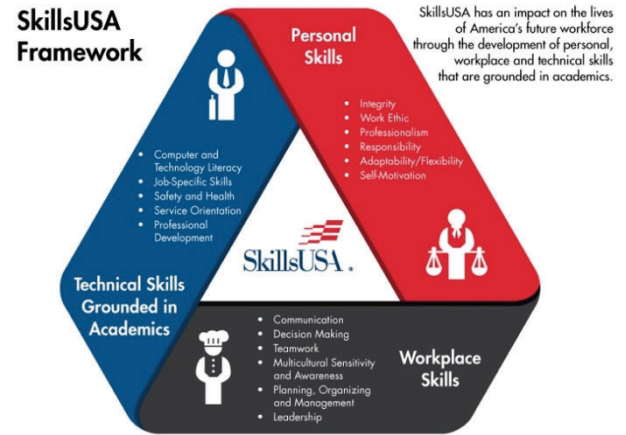 SkillsUSA
Framework
SkillsUSA has an impact on the lives
of America's future workforce
through the development of personal,
workplace and technical skills
that are grounded in academics.
Personal
Skills
• Integrity
• Work Ethic
• Professionalism
• Responsibility
• Adaptability/Flexibility
• Self-Motivation
• Computer and
Technology Literacy
• Job-Specific Skills
• Safety and Health
• Service Orientation
• Professional
Development
Technical Skills
Grounded in
Academics
SkillsUSA.
• Communication
• Decision Making
• Teamwork
• Multicultural Sensitivity
and Awareness
• Planning, Organizing
and Management
• Leadership
Workplace
Skills